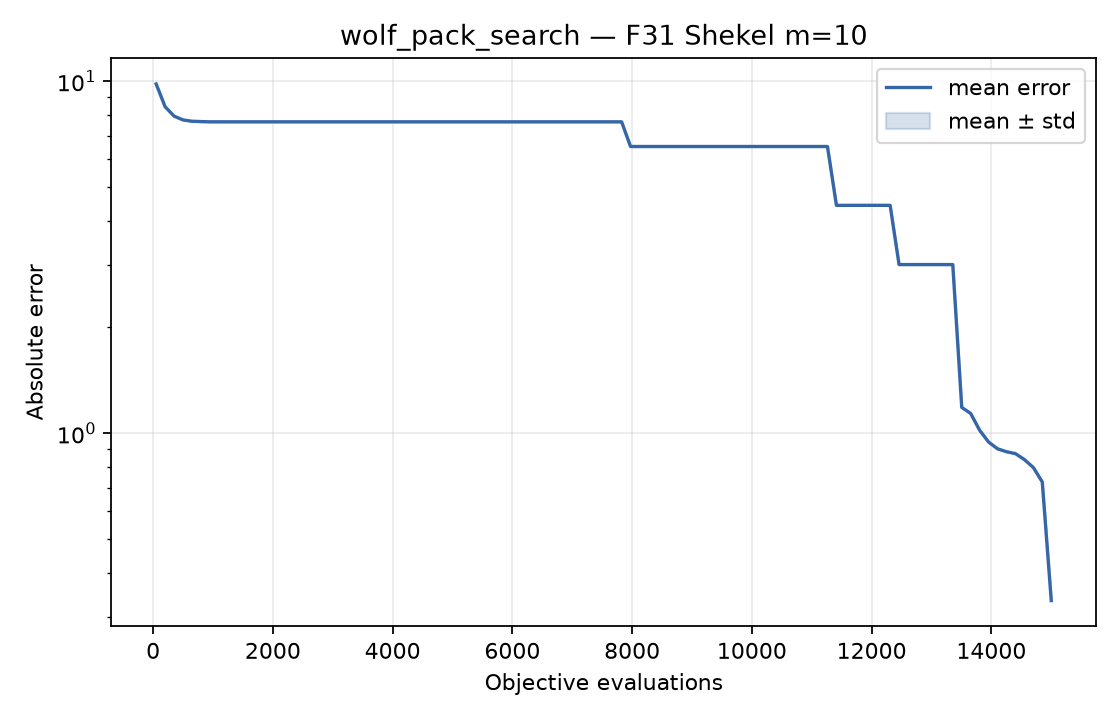 wolf_pack_search — F31 Shekel m=10
mean error
mean ± std
Absolute error
10¹
10⁰
0 2000 4000 6000 8000 10000 12000 14000
Objective evaluations